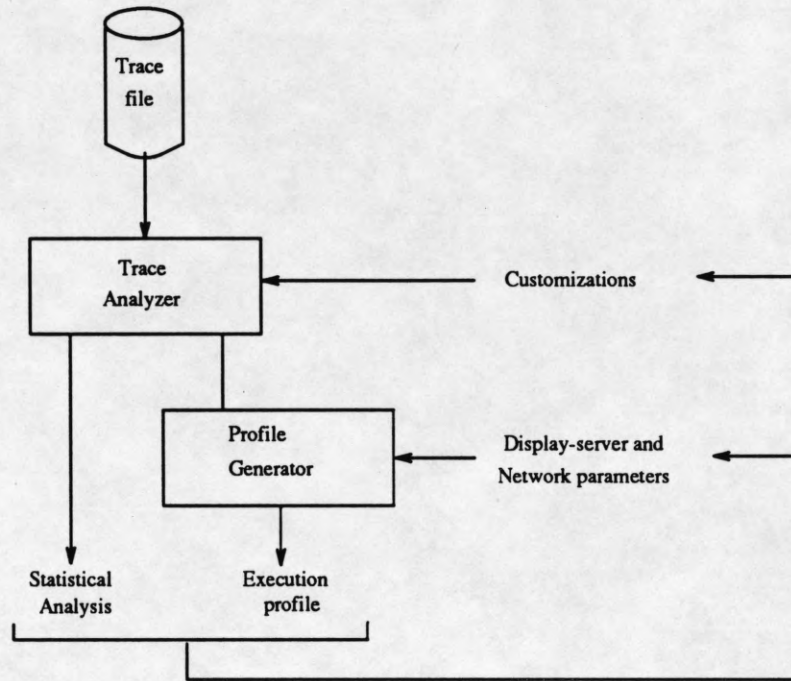 Trace
file
Trace
Analyzer
Customizations
Profile
Generator
Display-server and
Network parameters
Statistical
Analysis
Execution
profile